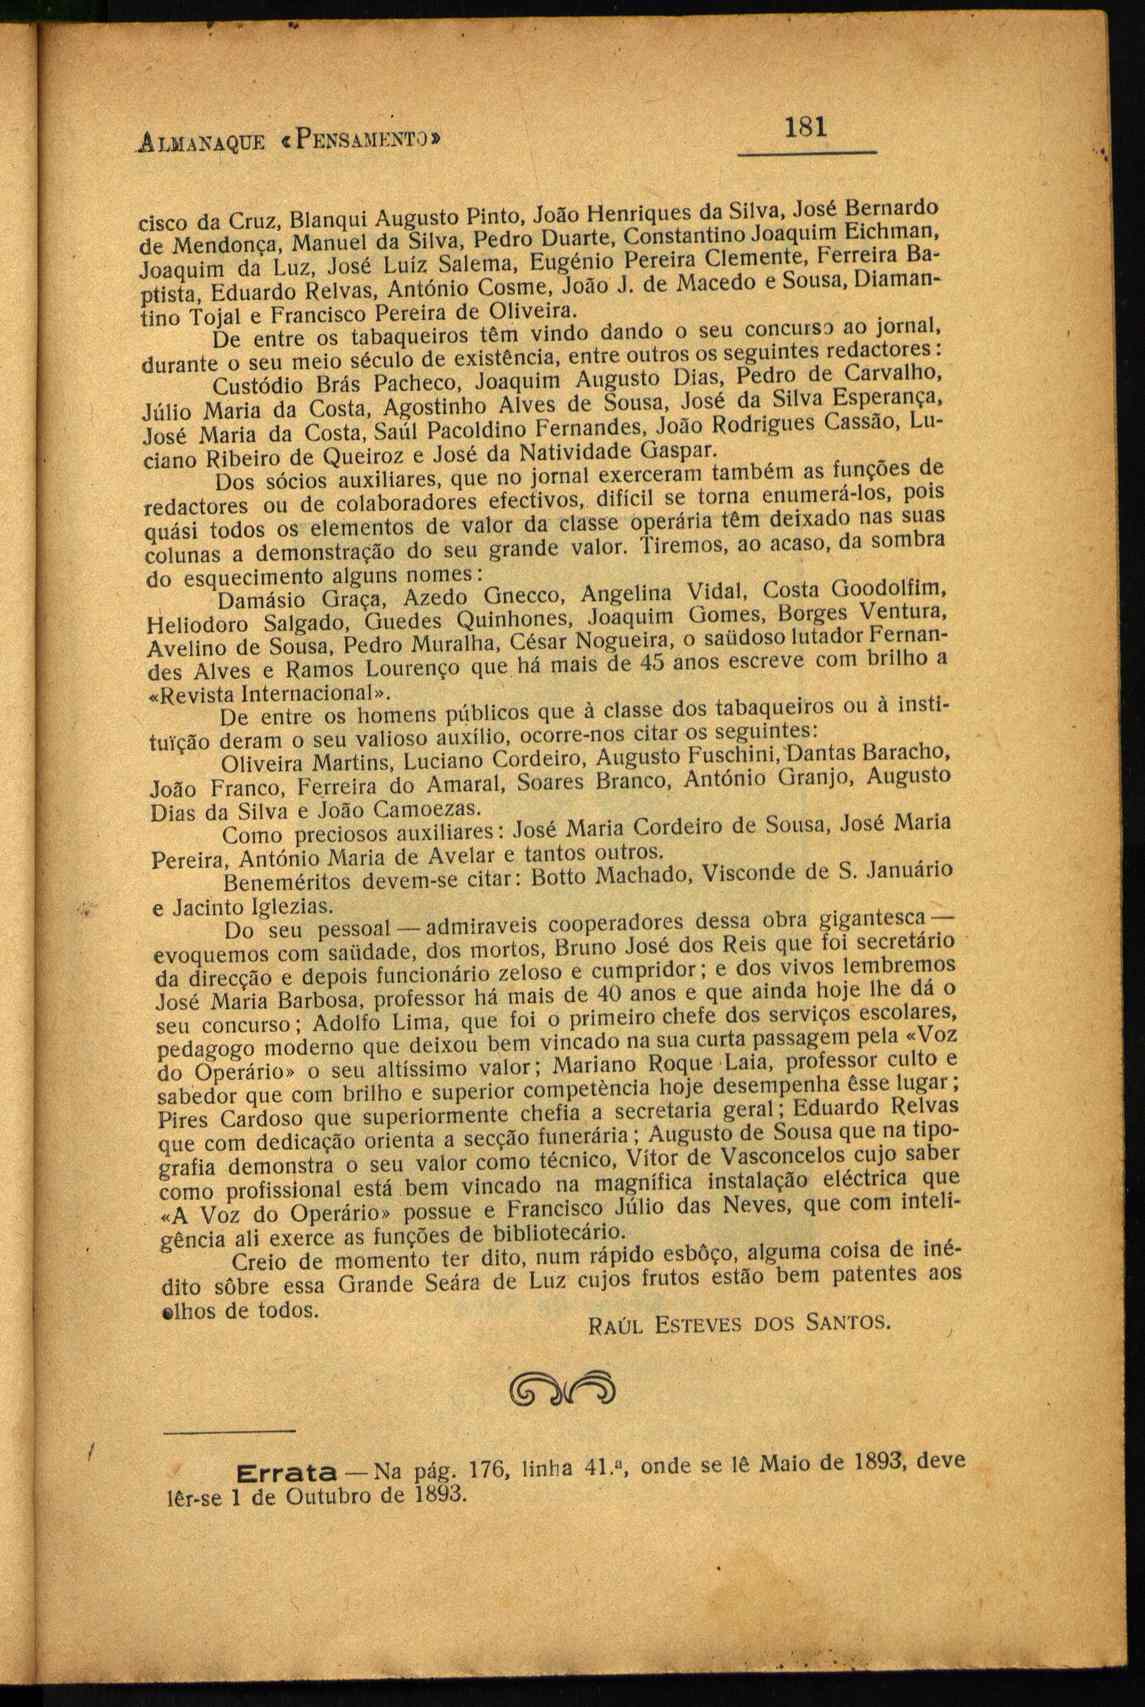 ALMANAQUE «PENSAMENTO»
181
cisco da Cruz, Blanqui Augusto Pinto, João Henriques da Silva, José Bernardo
de Mendonça, Manuel da Silva, Pedro Duarte, Constantino Joaquim Eichman,
Joaquim da Luz, José Luíz Salema, Eugénio Pereira Clemente, Ferreira Ba-
ptista, Eduardo Relvas, António Cosme, João J. de Macedo e Sousa, Diaman-
tino Tojal e Francisco Pereira de Oliveira.
De entre os tabaqueiros têm vindo dando o seu concurso ao jornal,
durante o seu meio século de existência, entre outros os seguintes redactores:
Custódio Brás Pacheco, Joaquim Augusto Dias, Pedro de Carvalho,
Júlio Maria da Costa, Agostinho Alves de Sousa, José da Silva Esperança,
José Maria da Costa, Saúl Pacoldino Fernandes, João Rodrigues Cassão, Lu-
ciano Ribeiro de Queiroz e José da Natividade Gaspar.
Dos sócios auxiliares, que no jornal exerceram também as funções de
redactores ou de colaboradores efectivos, difícil se torna enumerá-los, pois
quási todos os elementos de valor da classe operária têm deixado nas suas
colunas a demonstração do seu grande valor. Tiremos, ao acaso, da sombra
do esquecimento alguns nomes:
Damásio Graça, Azedo Gnecco, Angelina Vidal, Costa Goodolfim,
Heliodoro Salgado, Guedes Quinhones, Joaquim Gomes, Borges Ventura,
Avelino de Sousa, Pedro Muralha, César Nogueira, o saüdoso lutador Fernan-
des Alves e Ramos Lourenço que há mais de 45 anos escreve com brilho a
«Revista Internacional».
De entre os homens públicos que à classe dos tabaqueiros ou à insti-
tuïção deram o seu valioso auxílio, ocorre-nos citar os seguintes:
Oliveira Martins, Luciano Cordeiro, Augusto Fuschini, Dantas Baracho,
João Franco, Ferreira do Amaral, Soares Branco, António Granjo, Augusto
Dias da Silva e João Camoezas.
Como preciosos auxiliares: José Maria Cordeiro de Sousa, José Maria
Pereira, António Maria de Avelar e tantos outros.
Beneméritos devem-se citar: Botto Machado, Visconde de S. Januário
e Jacinto Iglezias.
Do seu pessoal — admiraveis cooperadores dessa obra gigantesca —
evoquemos com saüdade, dos mortos, Bruno José dos Reis que foi secretário
da direcção e depois funcionário zeloso e cumpridor; e dos vivos lembremos
José Maria Barbosa, professor há mais de 40 anos e que ainda hoje lhe dá o
seu concurso; Adolfo Lima, que foi o primeiro chefe dos serviços escolares,
pedagogo moderno que deixou bem vincado na sua curta passagem pela «Voz
do Operário» o seu altíssimo valor; Mariano Roque Laia, professor culto e
sabedor que com brilho e superior competência hoje desempenha êsse lugar;
Pires Cardoso que superiormente chefia a secretaria geral; Eduardo Relvas
que com dedicação orienta a secção funerária; Augusto de Sousa que na tipo-
grafia demonstra o seu valor como técnico, Vítor de Vasconcelos cujo saber
como profissional está bem vincado na magnífica instalação eléctrica que
«A Voz do Operário» possue e Francisco Júlio das Neves, que com inteli-
gência ali exerce as funções de bibliotecário.
Creio de momento ter dito, num rápido esbôço, alguma coisa de iné-
dito sôbre essa Grande Seára de Luz cujos frutos estão bem patentes aos
olhos de todos.
RAÚL ESTEVES DOS SANTOS.
Errata — Na pág. 176, linha 41.ª, onde se lê Maio de 1893, deve
lêr-se 1 de Outubro de 1893.